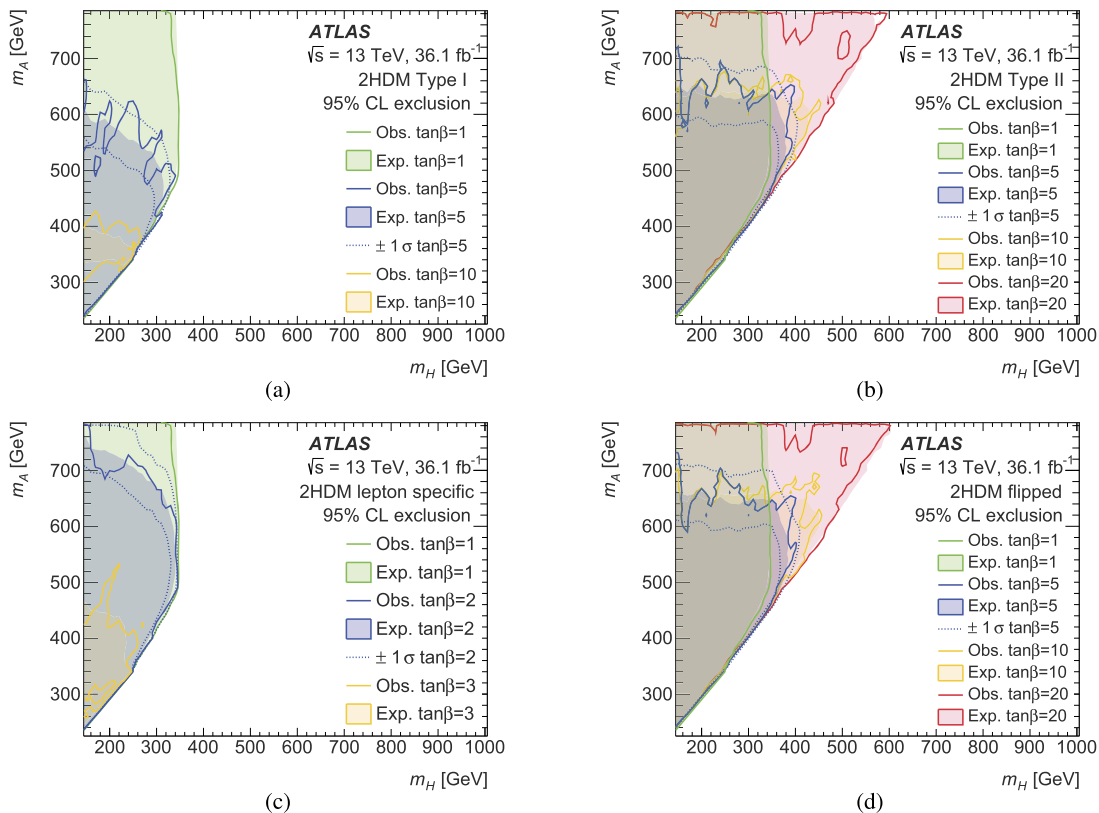 m_A [GeV]
700
600
500
400
300
200 300 400 500 600 700 800 900 1000
m_H [GeV]
ATLAS
√s = 13 TeV, 36.1 fb⁻¹
2HDM Type I
95% CL exclusion
Obs. tanβ=1
Exp. tanβ=1
Obs. tanβ=5
Exp. tanβ=5
± 1 σ tanβ=5
Obs. tanβ=10
Exp. tanβ=10
(a)
m_A [GeV]
700
600
500
400
300
200 300 400 500 600 700 800 900 1000
m_H [GeV]
ATLAS
√s = 13 TeV, 36.1 fb⁻¹
2HDM Type II
95% CL exclusion
Obs. tanβ=1
Exp. tanβ=1
Obs. tanβ=5
Exp. tanβ=5
± 1 σ tanβ=5
Obs. tanβ=10
Exp. tanβ=10
Obs. tanβ=20
Exp. tanβ=20
(b)
m_A [GeV]
700
600
500
400
300
200 300 400 500 600 700 800 900 1000
m_H [GeV]
ATLAS
√s = 13 TeV, 36.1 fb⁻¹
2HDM lepton specific
95% CL exclusion
Obs. tanβ=1
Exp. tanβ=1
Obs. tanβ=2
Exp. tanβ=2
± 1 σ tanβ=2
Obs. tanβ=3
Exp. tanβ=3
(c)
m_A [GeV]
700
600
500
400
300
200 300 400 500 600 700 800 900 1000
m_H [GeV]
ATLAS
√s = 13 TeV, 36.1 fb⁻¹
2HDM flipped
95% CL exclusion
Obs. tanβ=1
Exp. tanβ=1
Obs. tanβ=5
Exp. tanβ=5
± 1 σ tanβ=5
Obs. tanβ=10
Exp. tanβ=10
Obs. tanβ=20
Exp. tanβ=20
(d)